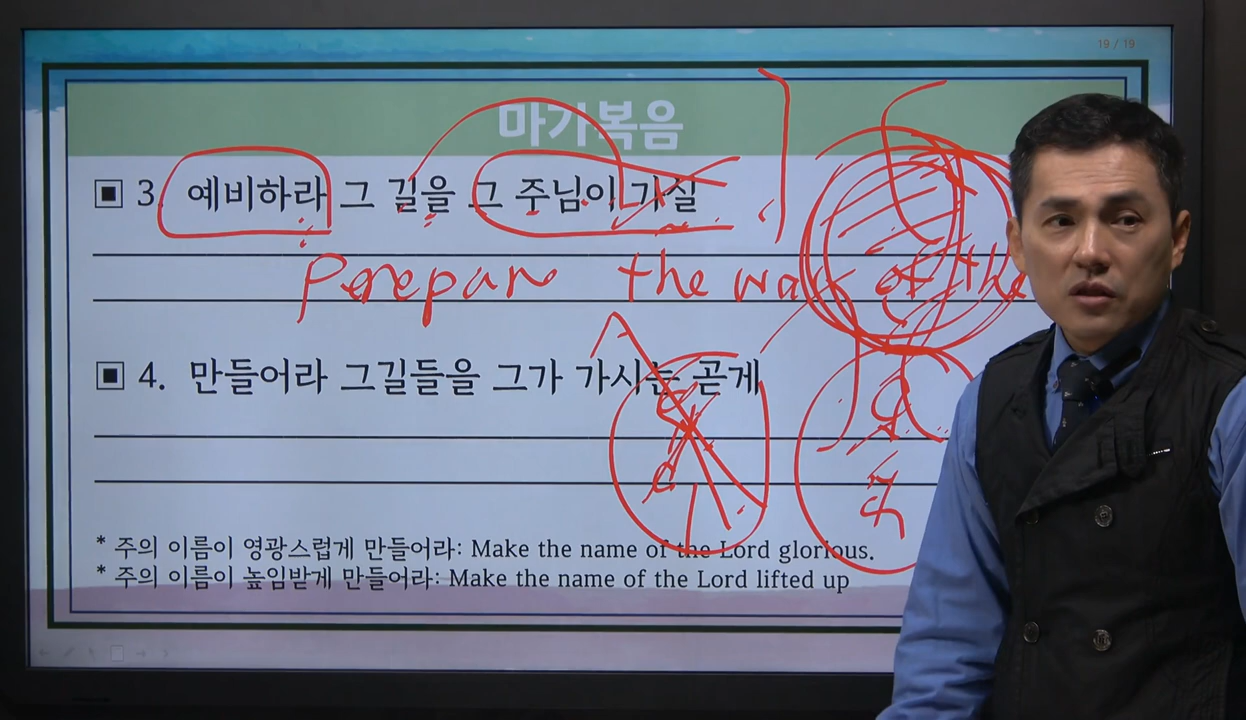 19 / 19
마가복음
▣ 3. 예비하라 그 길을 그 주님이 가실
Prepare the way of the
▣ 4. 만들어라 그길들을 그가 가시는 곧게
* 주의 이름이 영광스럽게 만들어라: Make the name of the Lord glorious.
* 주의 이름이 높임받게 만들어라: Make the name of the Lord lifted up